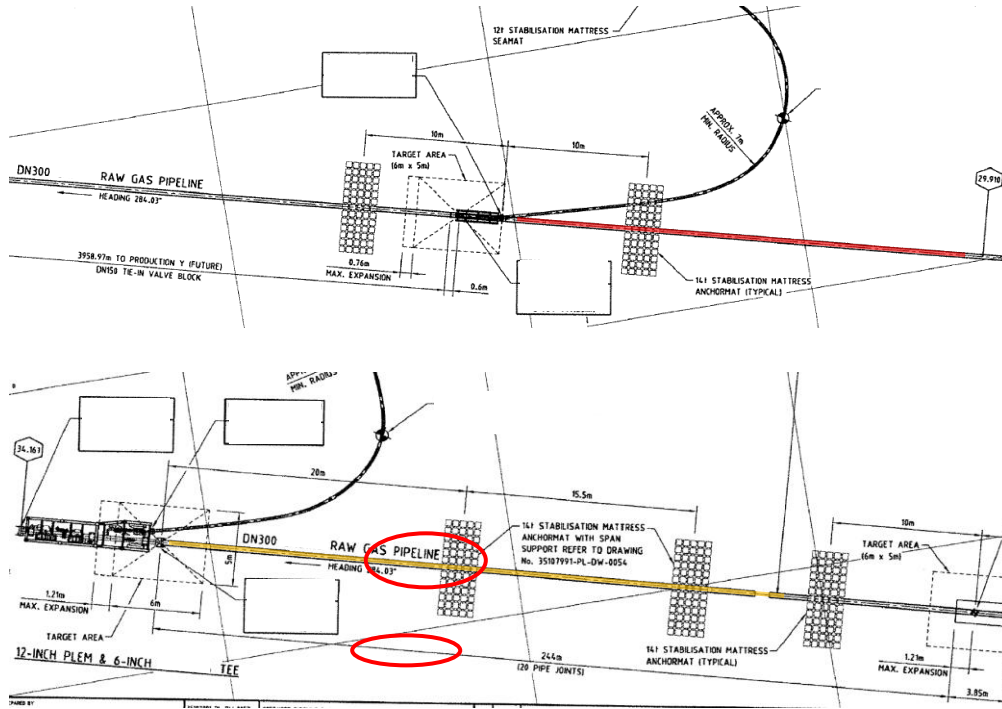 12t STABILISATION MATTRESS
SEAMAT
APPROX. 7m
MIN. RADIUS
10m
10m
TARGET AREA
(6m x 5m)
DN300
RAW GAS PIPELINE
HEADING 284.03°
29.910
3958.97m TO PRODUCTION Y (FUTURE)
DN150 TIE-IN VALVE BLOCK
0.76m
MAX. EXPANSION
0.6m
14t STABILISATION MATTRESS
ANCHORMAT (TYPICAL)
MIN. RADIUS
34.163
20m
15.5m
10m
14t STABILISATION MATTRESS
ANCHORMAT WITH SPAN
SUPPORT REFER TO DRAWING
No. 35107991-PL-DW-0054
TARGET AREA
(6m x 5m)
DN300
RAW GAS PIPELINE
HEADING 284.03°
5m
1.21m
MAX. EXPANSION
6m
TARGET AREA
12-INCH PLEM & 6-INCH TEE
244m
(20 PIPE JOINTS)
14t STABILISATION MATTRESS
ANCHORMAT (TYPICAL)
1.21m
MAX. EXPANSION
3.85m